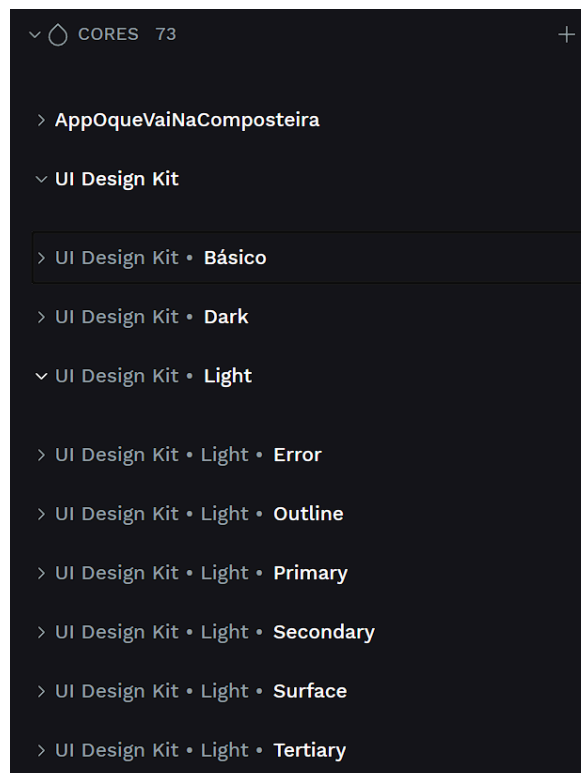 CORES 73
AppOqueVaiNaComposteira
UI Design Kit
UI Design Kit • Básico
UI Design Kit • Dark
UI Design Kit • Light
UI Design Kit • Light • Error
UI Design Kit • Light • Outline
UI Design Kit • Light • Primary
UI Design Kit • Light • Secondary
UI Design Kit • Light • Surface
UI Design Kit • Light • Tertiary